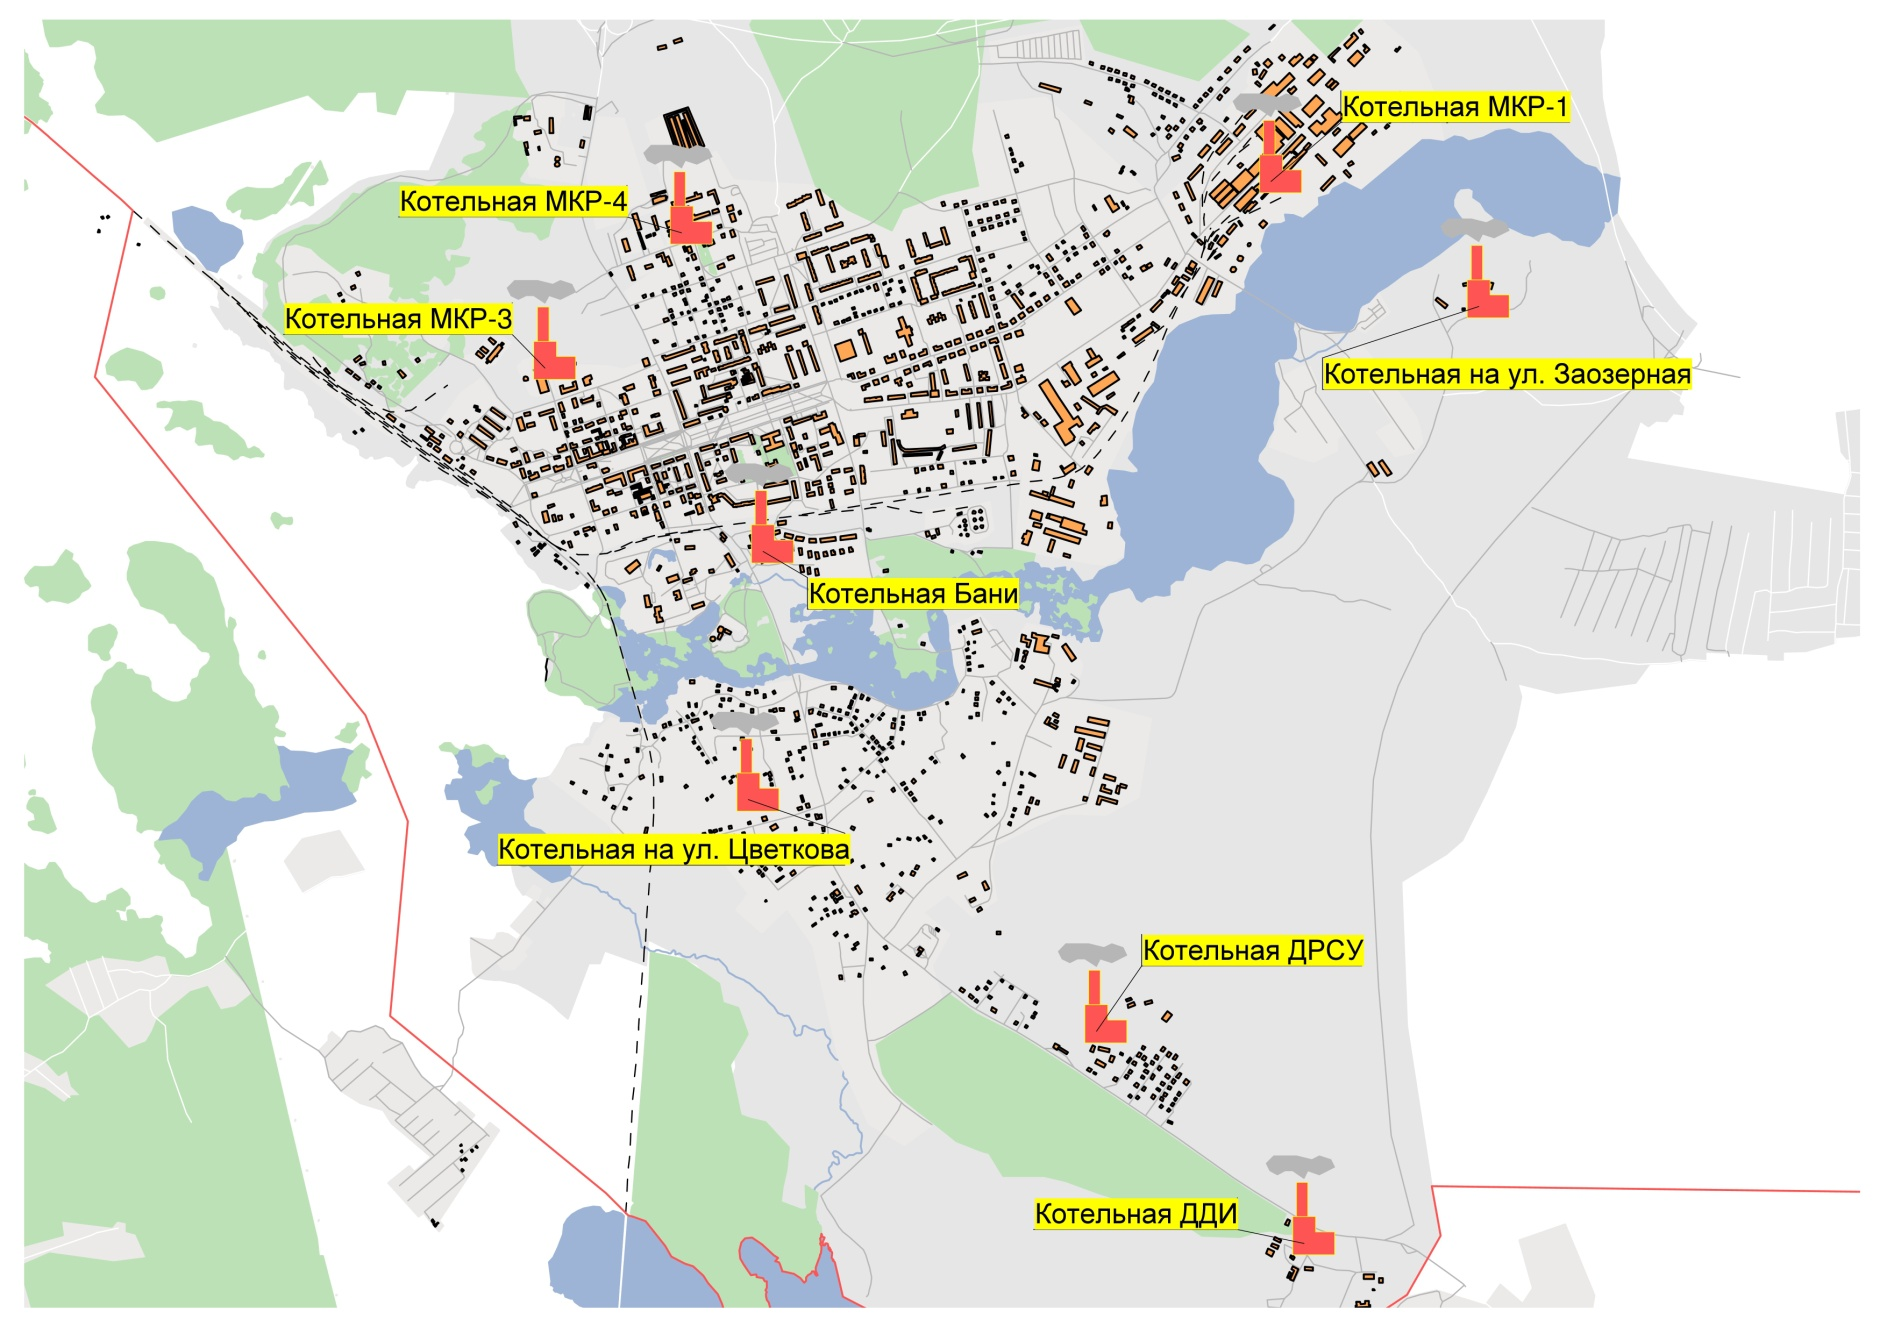 Котельная МКР-1
Котельная МКР-4
Котельная МКР-3
Котельная на ул. Заозерная
Котельная Бани
Котельная на ул. Цветкова
Котельная ДРСУ
Котельная ДДИ